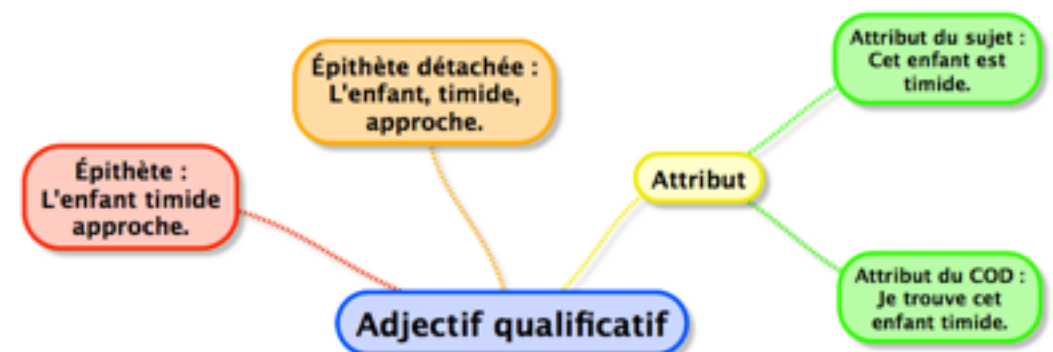 Épithète :
L'enfant timide
approche.
Épithète détachée :
L'enfant, timide,
approche.
Attribut
Attribut du sujet :
Cet enfant est
timide.
Attribut du COD :
Je trouve cet
enfant timide.
Adjectif qualificatif